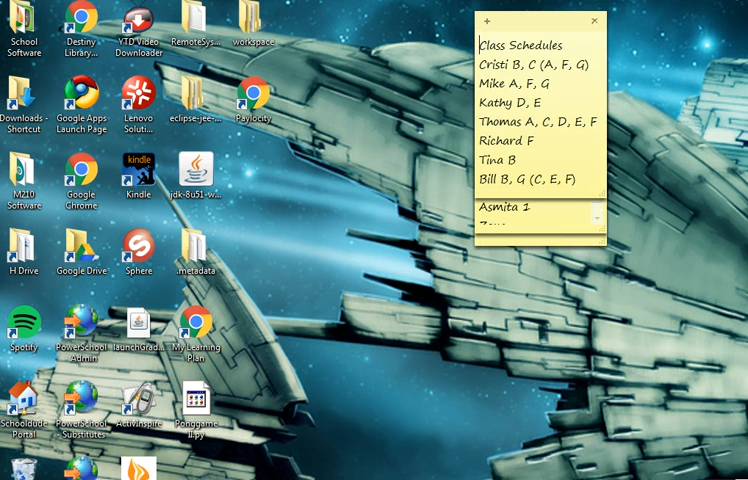 School
Software
Destiny
Library...
YTD Video
Downloader
RemoteSys...
workspace
Downloads -
Shortcut
Google Apps
Launch Page
Lenovo
Soluti...
eclipse-jee-...
Paylocity
M210
Software
Google
Chrome
kindle
Kindle
jdk-8u51-w...
H Drive
Google Drive
Sphere
.metadata
Spotify
PowerSchool
Admin
launchGrad...
My Learning
Plan
Schooldude
Portal
PowerSchool
- Substitutes
ActivInspire
Ponggame
II.py
+ ×
Class Schedules
Cristi B, C (A, F, G)
Mike A, F, G
Kathy D, E
Thomas A, C, D, E, F
Richard F
Tina B
Bill B, G (C, E, F)
Asmita 1